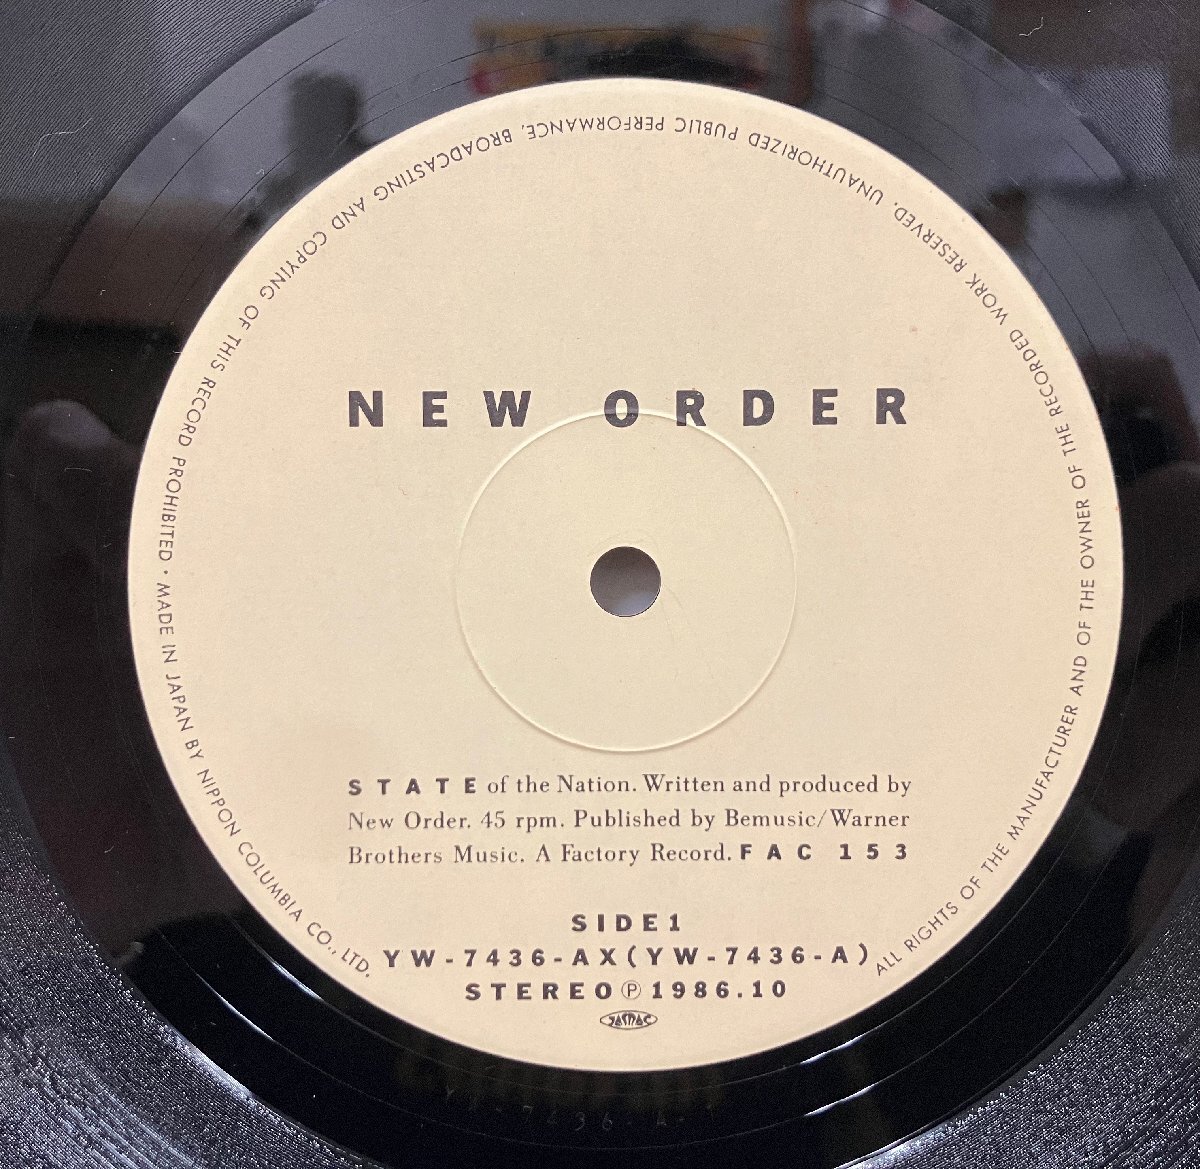 NEW ORDER
STATE of the Nation. Written and produced by
New Order. 45 rpm. Published by Bemusic/Warner
Brothers Music. A Factory Record. FAC 153
SIDE1
YW-7436-AX(YW-7436-A)
STEREO Ⓟ1986.10
JASRAC
ALL RIGHTS OF THE MANUFACTURER AND OF THE OWNER OF THE RECORDED WORK RESERVED. UNAUTHORIZED PUBLIC PERFORMANCE, BROADCASTING AND COPYING OF THIS RECORD PROHIBITED · MADE IN JAPAN BY NIPPON COLUMBIA CO., LTD.